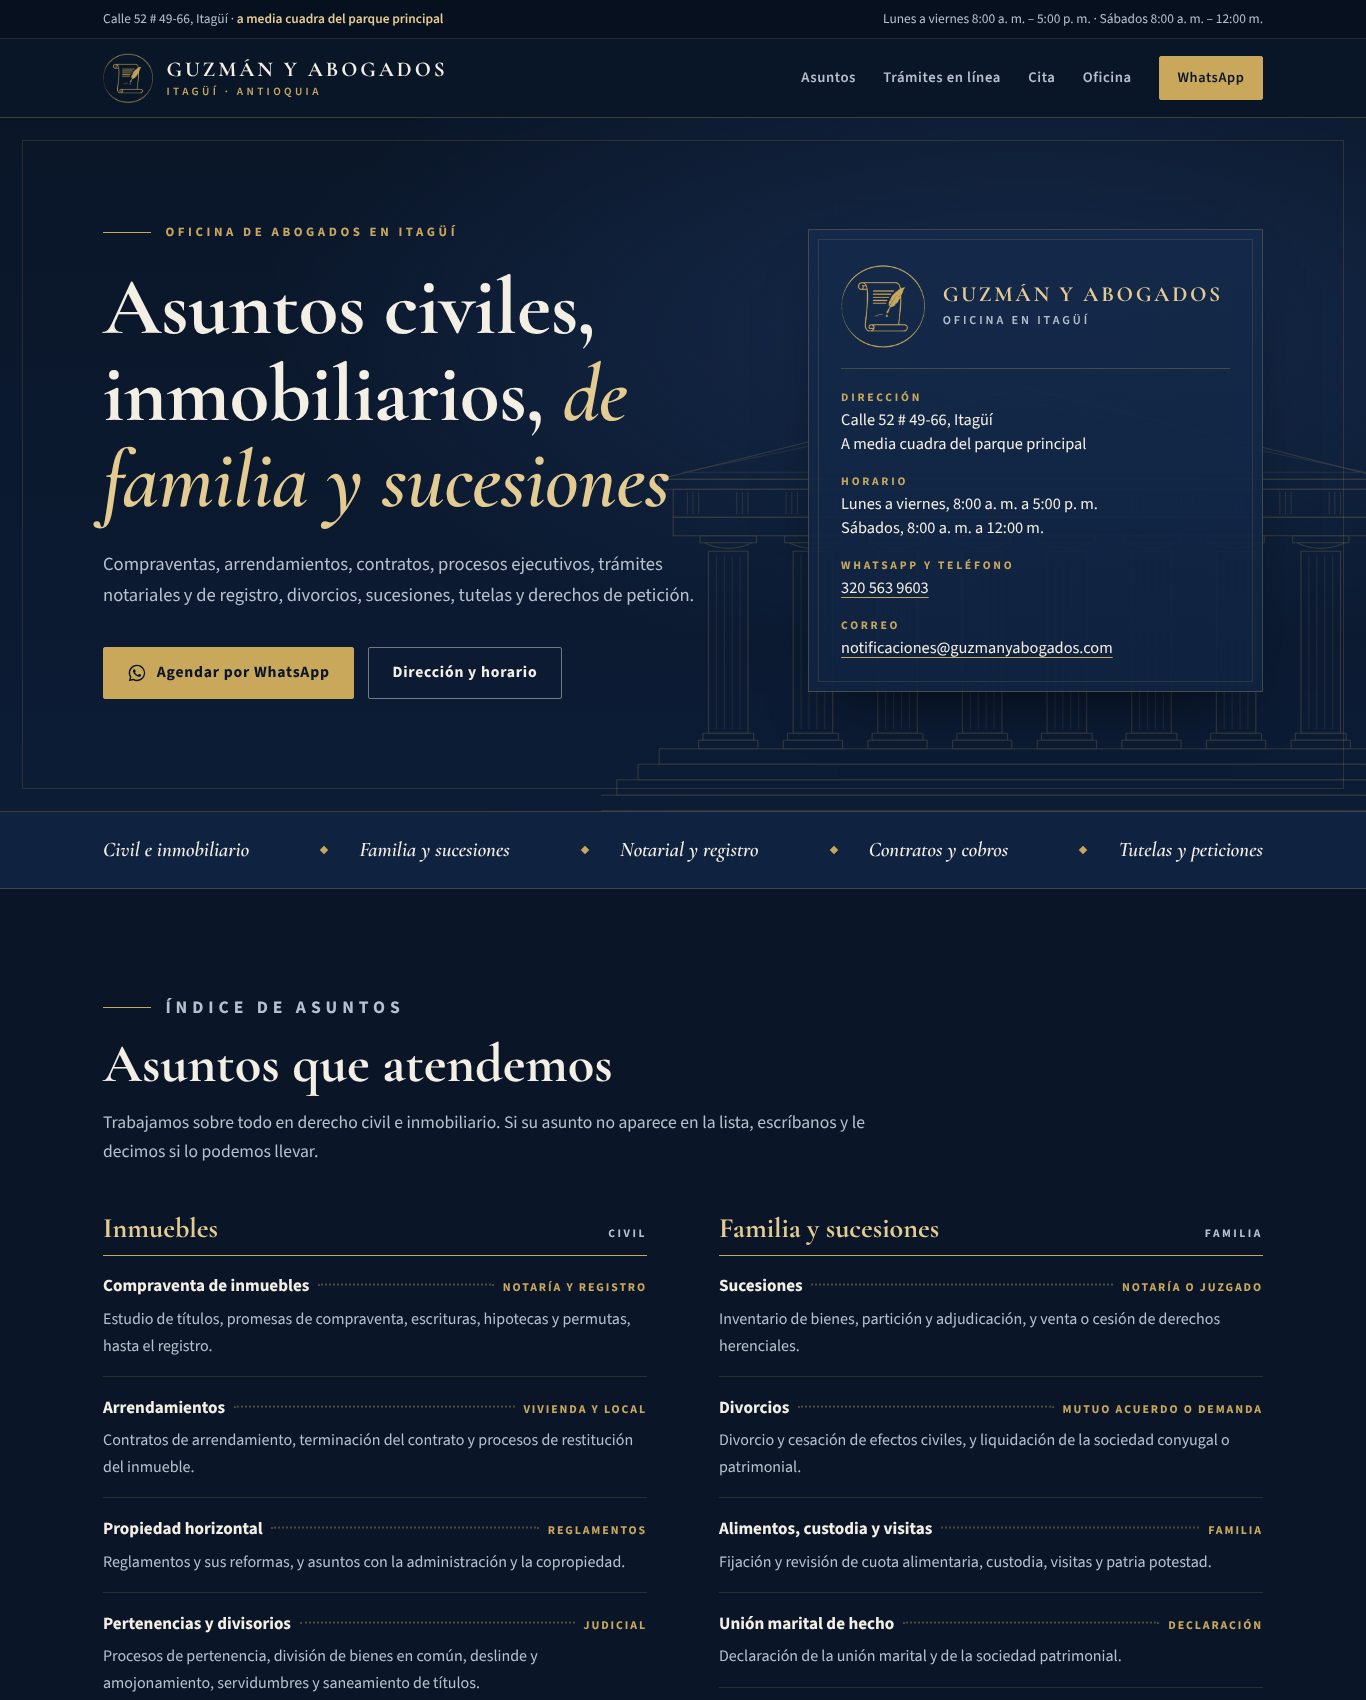 Calle 52 # 49-66, Itagüí · a media cuadra del parque principal
Lunes a viernes 8:00 a. m. – 5:00 p. m. · Sábados 8:00 a. m. – 12:00 m.
GUZMÁN Y ABOGADOS
ITAGÜÍ · ANTIOQUIA
Asuntos
Trámites en línea
Cita
Oficina
WhatsApp
OFICINA DE ABOGADOS EN ITAGÜÍ
Asuntos civiles,
inmobiliarios, de
familia y sucesiones
Compraventas, arrendamientos, contratos, procesos ejecutivos, trámites
notariales y de registro, divorcios, sucesiones, tutelas y derechos de petición.
Agendar por WhatsApp
Dirección y horario
GUZMÁN Y ABOGADOS
OFICINA EN ITAGÜÍ
DIRECCIÓN
Calle 52 # 49-66, Itagüí
A media cuadra del parque principal
HORARIO
Lunes a viernes, 8:00 a. m. a 5:00 p. m.
Sábados, 8:00 a. m. a 12:00 m.
WHATSAPP Y TELÉFONO
320 563 9603
CORREO
notificaciones@guzmanyabogados.com
Civil e inmobiliario
Familia y sucesiones
Notarial y registro
Contratos y cobros
Tutelas y peticiones
ÍNDICE DE ASUNTOS
Asuntos que atendemos
Trabajamos sobre todo en derecho civil e inmobiliario. Si su asunto no aparece en la lista, escríbanos y le
decimos si lo podemos llevar.
Inmuebles
CIVIL
Compraventa de inmuebles
NOTARÍA Y REGISTRO
Estudio de títulos, promesas de compraventa, escrituras, hipotecas y permutas,
hasta el registro.
Arrendamientos
VIVIENDA Y LOCAL
Contratos de arrendamiento, terminación del contrato y procesos de restitución
del inmueble.
Propiedad horizontal
REGLAMENTOS
Reglamentos y sus reformas, y asuntos con la administración y la copropiedad.
Pertenencias y divisorios
JUDICIAL
Procesos de pertenencia, división de bienes en común, deslinde y
amojonamiento, servidumbres y saneamiento de títulos.
Familia y sucesiones
FAMILIA
Sucesiones
NOTARÍA O JUZGADO
Inventario de bienes, partición y adjudicación, y venta o cesión de derechos
herenciales.
Divorcios
MUTUO ACUERDO O DEMANDA
Divorcio y cesación de efectos civiles, y liquidación de la sociedad conyugal o
patrimonial.
Alimentos, custodia y visitas
FAMILIA
Fijación y revisión de cuota alimentaria, custodia, visitas y patria potestad.
Unión marital de hecho
DECLARACIÓN
Declaración de la unión marital y de la sociedad patrimonial.